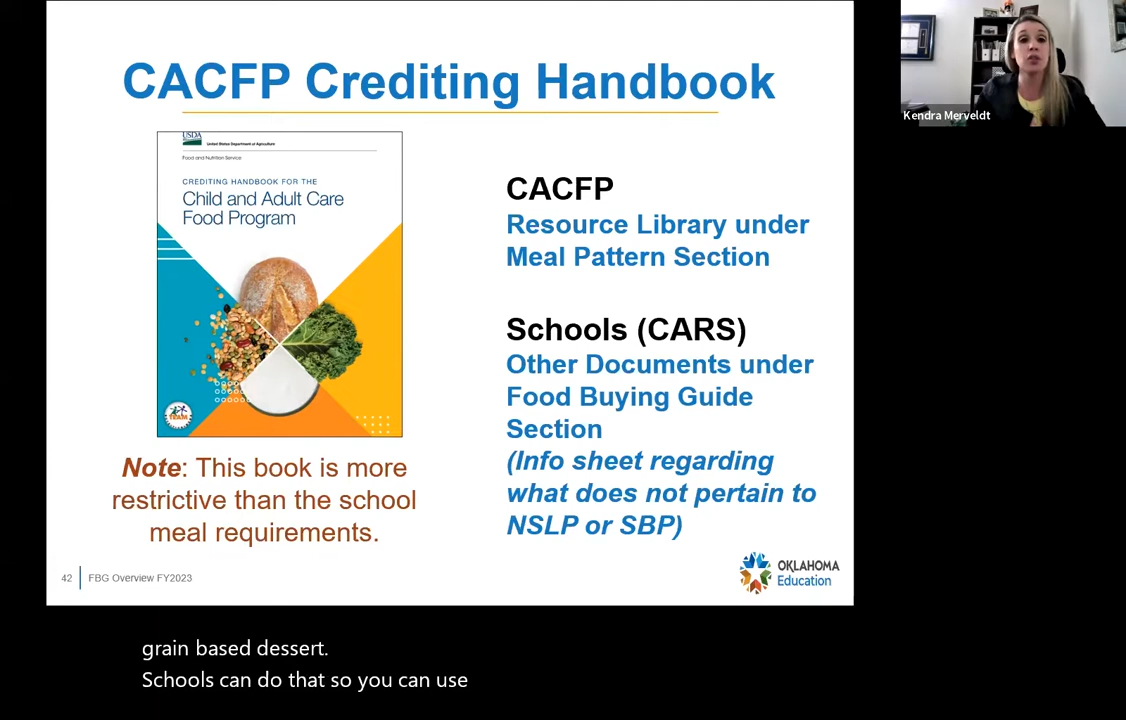 CACFP Crediting Handbook
USDA
United States Department of Agriculture
Food and Nutrition Service
CREDITING HANDBOOK FOR THE
Child and Adult Care
Food Program
TEAM
Note: This book is more
restrictive than the school
meal requirements.
CACFP
Resource Library under
Meal Pattern Section
Schools (CARS)
Other Documents under
Food Buying Guide
Section
(Info sheet regarding
what does not pertain to
NSLP or SBP)
42 FBG Overview FY2023
OKLAHOMA
Education
Kendra Merveldt
grain based dessert.
Schools can do that so you can use